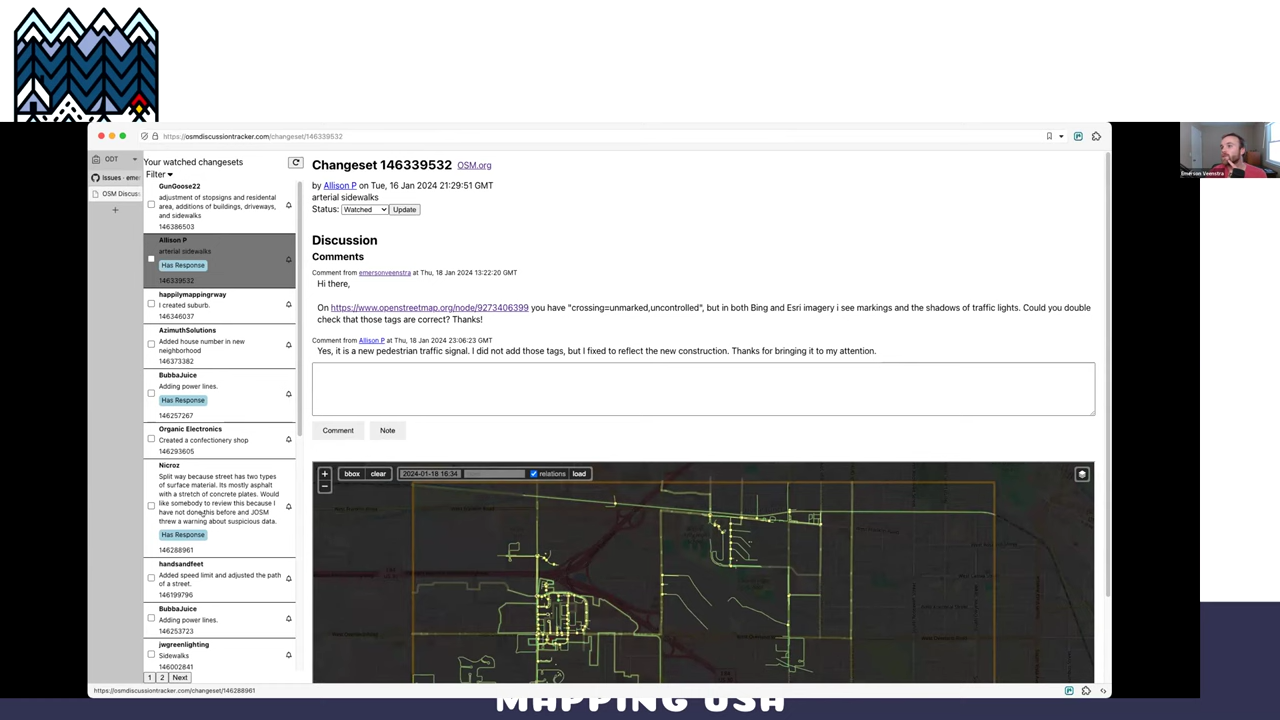 https://osmdiscussiontracker.com/changeset/146339532
ODT
Issues · eme
OSM Discus
Your watched changesets
Filter
GunGoose22
adjustment of stopsigns and residental
area, additions of buildings, driveways,
and sidewalks
146386503
Allison P
arterial sidewalks
Has Response
146339532
happilymappingrway
I created suburb.
146346037
AzimuthSolutions
Added house number in new
neighborhood
146373382
BubbaJuice
Adding power lines.
Has Response
146257267
Organic Electronics
Created a confectionery shop
146293605
Nicroz
Split way because street has two types
of surface material. Its mostly asphalt
with a stretch of concrete plates. Would
like somebody to review this because I
have not done this before and JOSM
threw a warning about suspicious data.
Has Response
146288961
handsandfeet
Added speed limit and adjusted the path
of a street.
146199796
BubbaJuice
Adding power lines.
146253723
jwgreenlighting
Sidewalks
146002841
1 2 Next
https://osmdiscussiontracker.com/changeset/146288961
Changeset 146339532 OSM.org
by Allison P on Tue, 16 Jan 2024 21:29:51 GMT
arterial sidewalks
Status: Watched Update
Discussion
Comments
Comment from emersonveenstra at Thu, 18 Jan 2024 13:22:20 GMT
Hi there,
On https://www.openstreetmap.org/node/9273406399 you have "crossing=unmarked,uncontrolled", but in both Bing and Esri imagery i see markings and the shadows of traffic lights. Could you double
check that those tags are correct? Thanks!
Comment from Allison P at Thu, 18 Jan 2024 23:06:23 GMT
Yes, it is a new pedestrian traffic signal. I did not add those tags, but I fixed to reflect the new construction. Thanks for bringing it to my attention.
Comment Note
+ bbox clear 2024-01-18 16:34 relations load
−
Emerson Veenstra
MAPPING USA